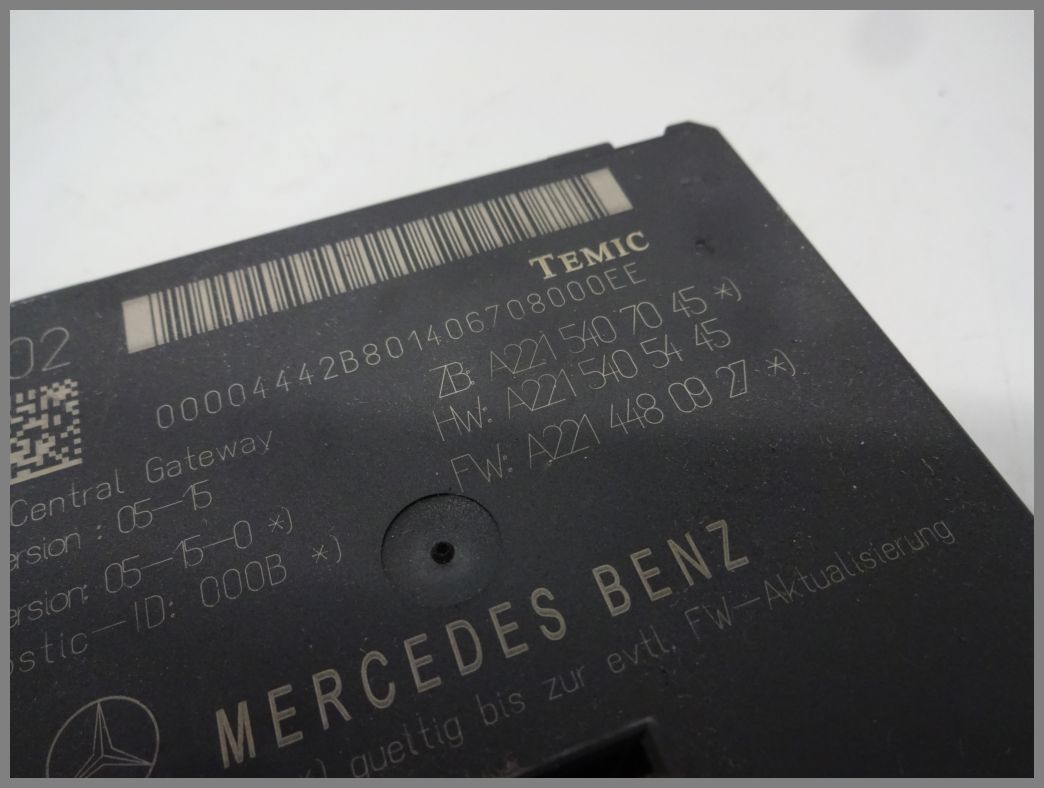 TEMIC
02
00004442B801406708000EE
ZB: A221 540 70 45 *)
HW: A221 540 54 45
FW: A221 448 09 27 *)
Central Gateway
ersion : 05-15
ersion: 05-15-0 *)
ostic-ID: 000B *)
MERCEDES BENZ
*) gueltig bis zur evtl. FW-Aktualisierung